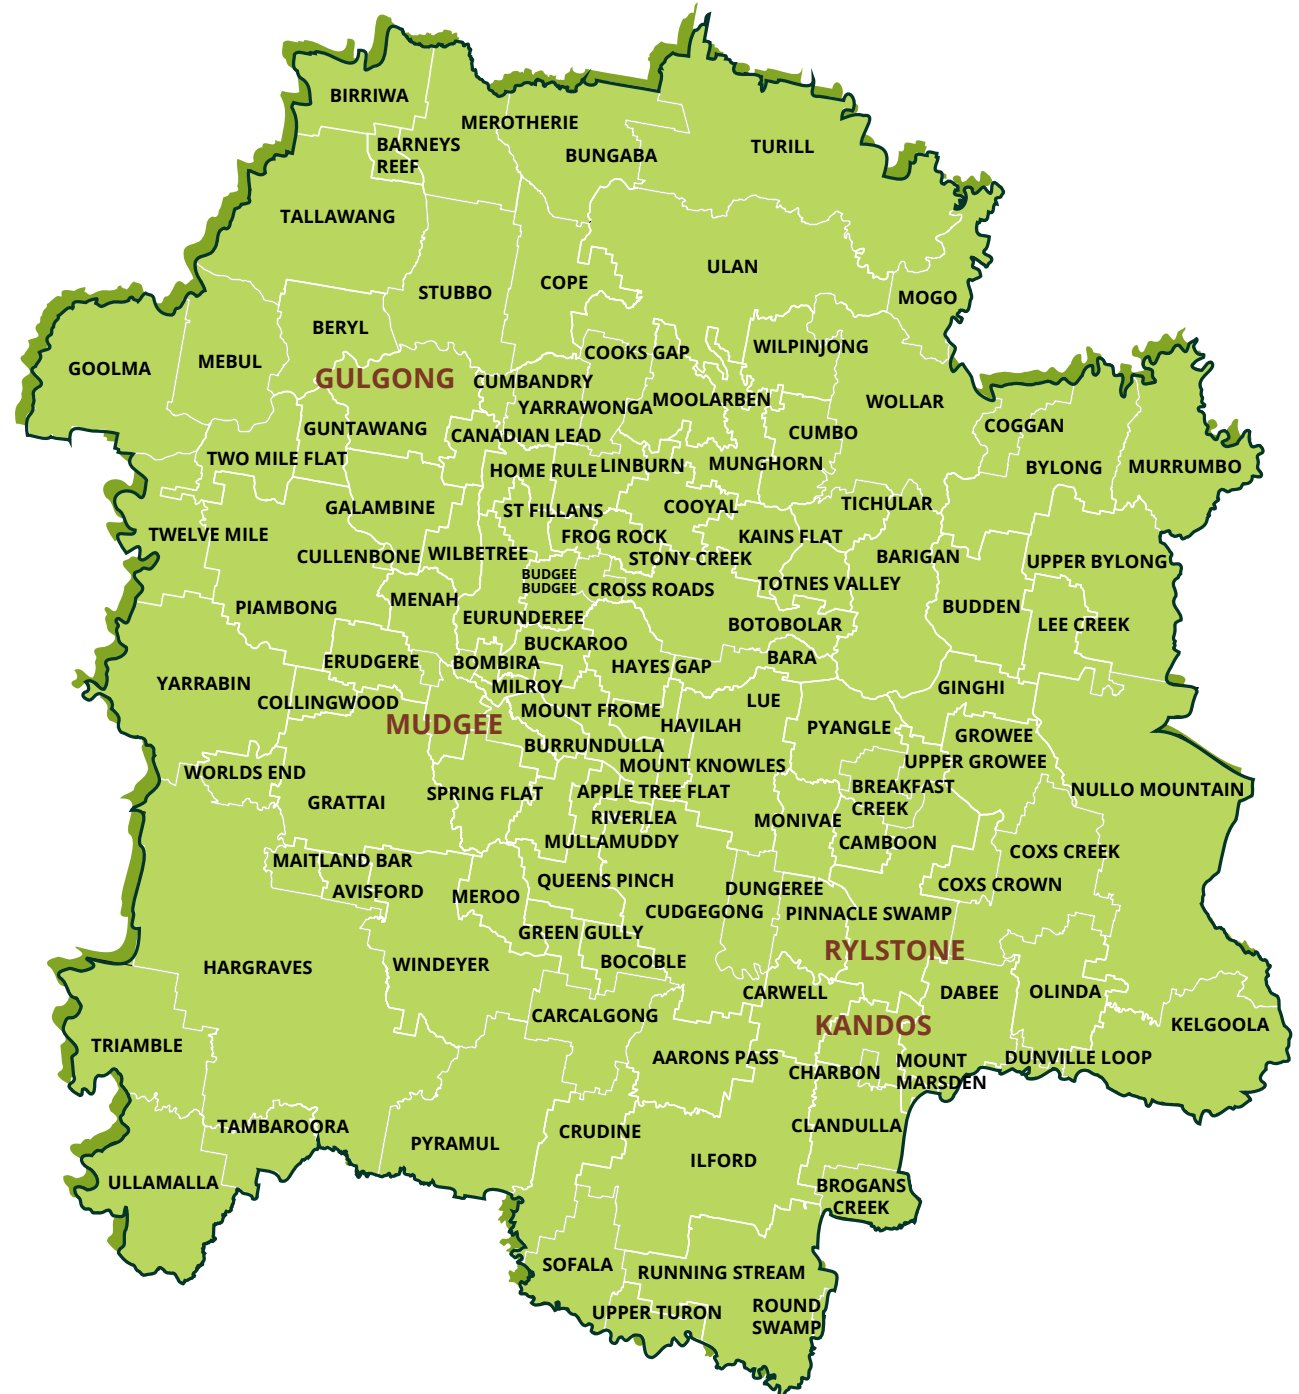 BIRRIWA
MEROTHERIE
BARNEYS
REEF
BUNGABA
TURILL
TALLAWANG
ULAN
STUBBO
COPE
MOGO
BERYL
GOOLMA
MEBUL
GULGONG
COOKS GAP
WILPINJONG
CUMBANDRY
YARRAWONGA
MOOLARBEN
WOLLAR
GUNTAWANG
CANADIAN LEAD
CUMBO
COGGAN
TWO MILE FLAT
HOME RULE
LINBURN
MUNGHORN
BYLONG
MURRUMBO
GALAMBINE
ST FILLANS
COOYAL
TICHULAR
TWELVE MILE
FROG ROCK
KAINS FLAT
CULLENBONE
WILBETREE
STONY CREEK
BARIGAN
UPPER BYLONG
BUDGEE
BUDGEE
CROSS ROADS
TOTNES VALLEY
PIAMBONG
MENAH
EURUNDEREE
BUDDEN
LEE CREEK
BOTOBOLAR
BUCKAROO
ERUDGERE
BOMBIRA
HAYES GAP
BARA
YARRABIN
MILROY
GINGHI
COLLINGWOOD
MOUNT FROME
LUE
MUDGEE
HAVILAH
PYANGLE
GROWEE
BURRUNDULLA
UPPER GROWEE
WORLDS END
MOUNT KNOWLES
GRATTAI
SPRING FLAT
APPLE TREE FLAT
BREAKFAST
CREEK
NULLO MOUNTAIN
RIVERLEA
MONIVAE
MULLAMUDDY
CAMBOON
COXS CREEK
MAITLAND BAR
AVISFORD
MEROO
QUEENS PINCH
DUNGEREE
COXS CROWN
CUDGEGONG
PINNACLE SWAMP
GREEN GULLY
RYLSTONE
HARGRAVES
WINDEYER
BOCOBLE
CARWELL
DABEE
OLINDA
CARCALGONG
KANDOS
KELGOOLA
TRIAMBLE
AARONS PASS
CHARBON
MOUNT
MARSDEN
DUNVILLE LOOP
TAMBAROORA
PYRAMUL
CRUDINE
CLANDULLA
ILFORD
ULLAMALLA
BROGANS
CREEK
SOFALA
RUNNING STREAM
UPPER TURON
ROUND
SWAMP